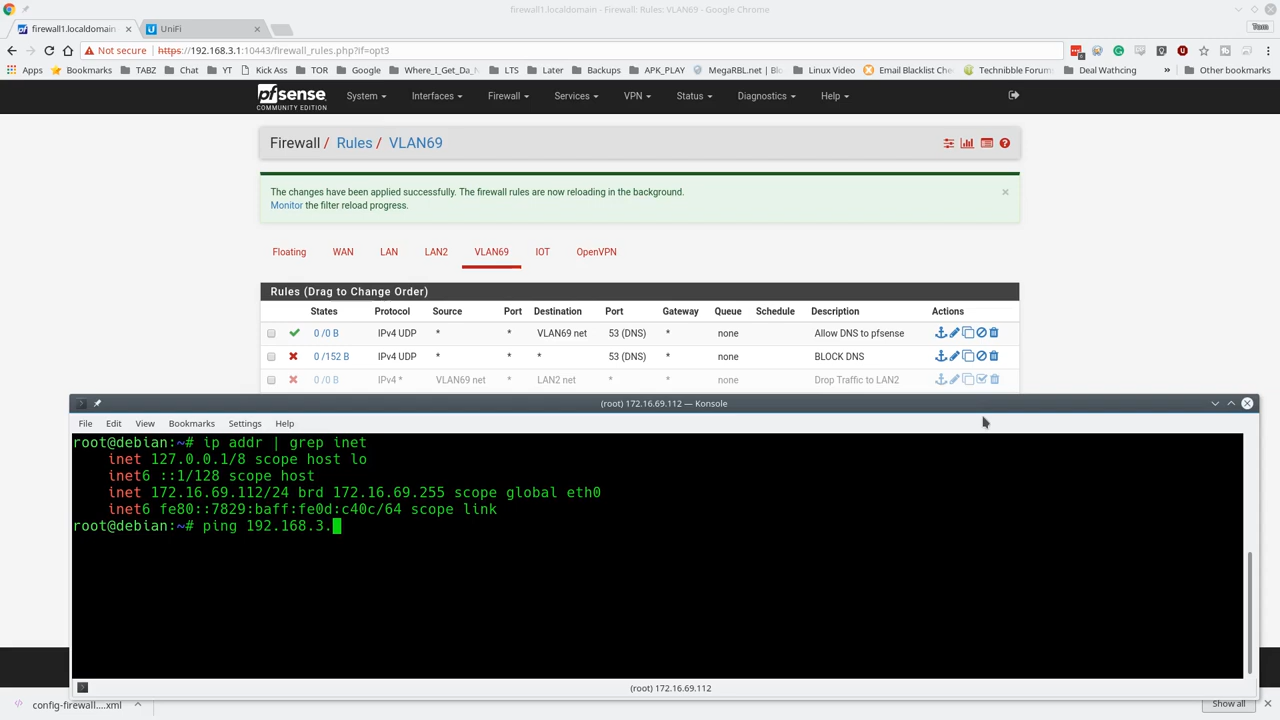 firewall1.localdomain - Firewall: Rules: VLAN69 - Google Chrome
firewall1.localdomain
UniFi
Tom
Not secure https://192.168.3.1:10443/firewall_rules.php?if=opt3
Apps Bookmarks TABZ Chat YT Kick Ass TOR Google Where_I_Get_Da_ LTS Later Backups APK_PLAY MegaRBL.net | Linux Video Email Blacklist Che Technibble Forum Deal Wathcing » Other bookmarks
pfsense
COMMUNITY EDITION
System Interfaces Firewall Services VPN Status Diagnostics Help
Firewall / Rules / VLAN69
The changes have been applied successfully. The firewall rules are now reloading in the background.
Monitor the filter reload progress.
Floating WAN LAN LAN2 VLAN69 IOT OpenVPN
Rules (Drag to Change Order)
States Protocol Source Port Destination Port Gateway Queue Schedule Description Actions
0 /0 B IPv4 UDP * * VLAN69 net 53 (DNS) * none Allow DNS to pfsense
0 /152 B IPv4 UDP * * * 53 (DNS) * none BLOCK DNS
0 /0 B IPv4 * VLAN69 net * LAN2 net * * none Drop Traffic to LAN2
(root) 172.16.69.112 — Konsole
File Edit View Bookmarks Settings Help
root@debian:~# ip addr | grep inet
inet 127.0.0.1/8 scope host lo
inet6 ::1/128 scope host
inet 172.16.69.112/24 brd 172.16.69.255 scope global eth0
inet6 fe80::7829:baff:fe0d:c40c/64 scope link
root@debian:~# ping 192.168.3.
(root) 172.16.69.112
config-firewall....xml
Show all